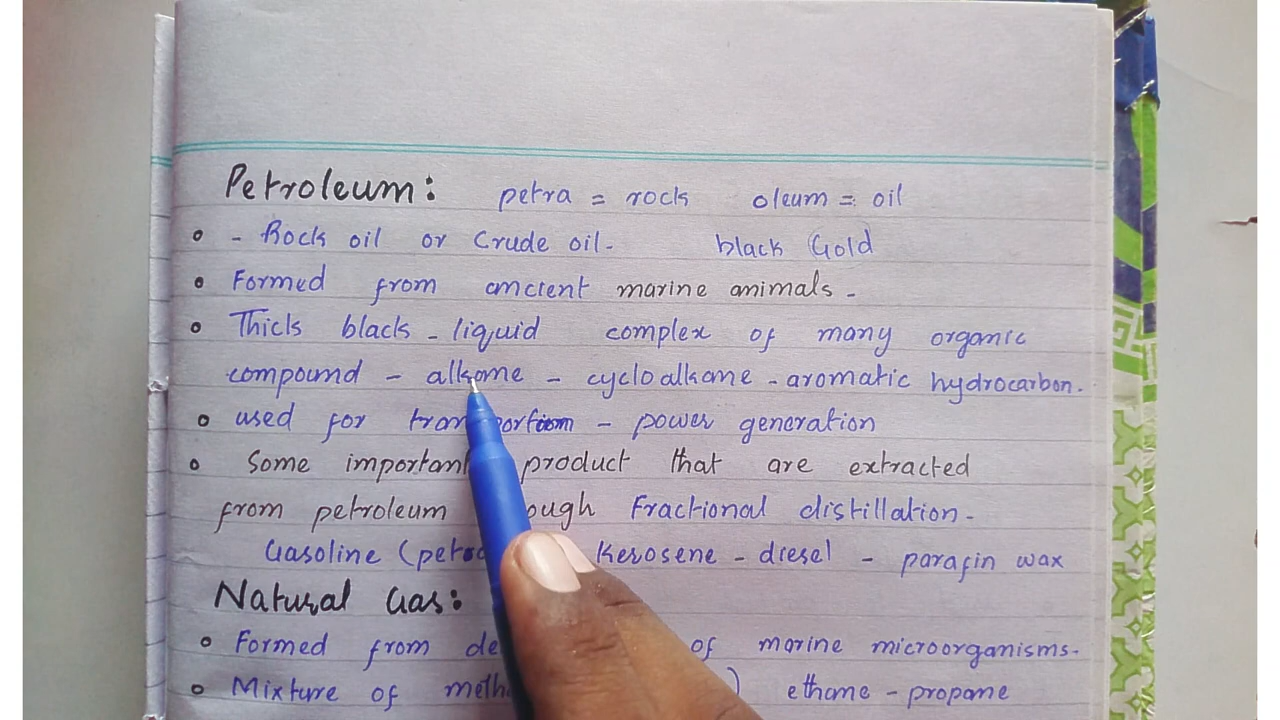 Petroleum: petra = rock oleum = oil
- Rock oil or Crude oil. black Gold
Formed from ancient marine animals.
Thick black - liquid complex of many organic
compound - alkane - cycloalkane - aromatic hydrocarbon.
used for - power generation
Some important product that are extracted
from petroleum Fractional distillation.
Gasoline Kerosene - diesel - parafin wax
Natural Gas:
Formed from of marine microorganisms.
Mixture of ethane - propane